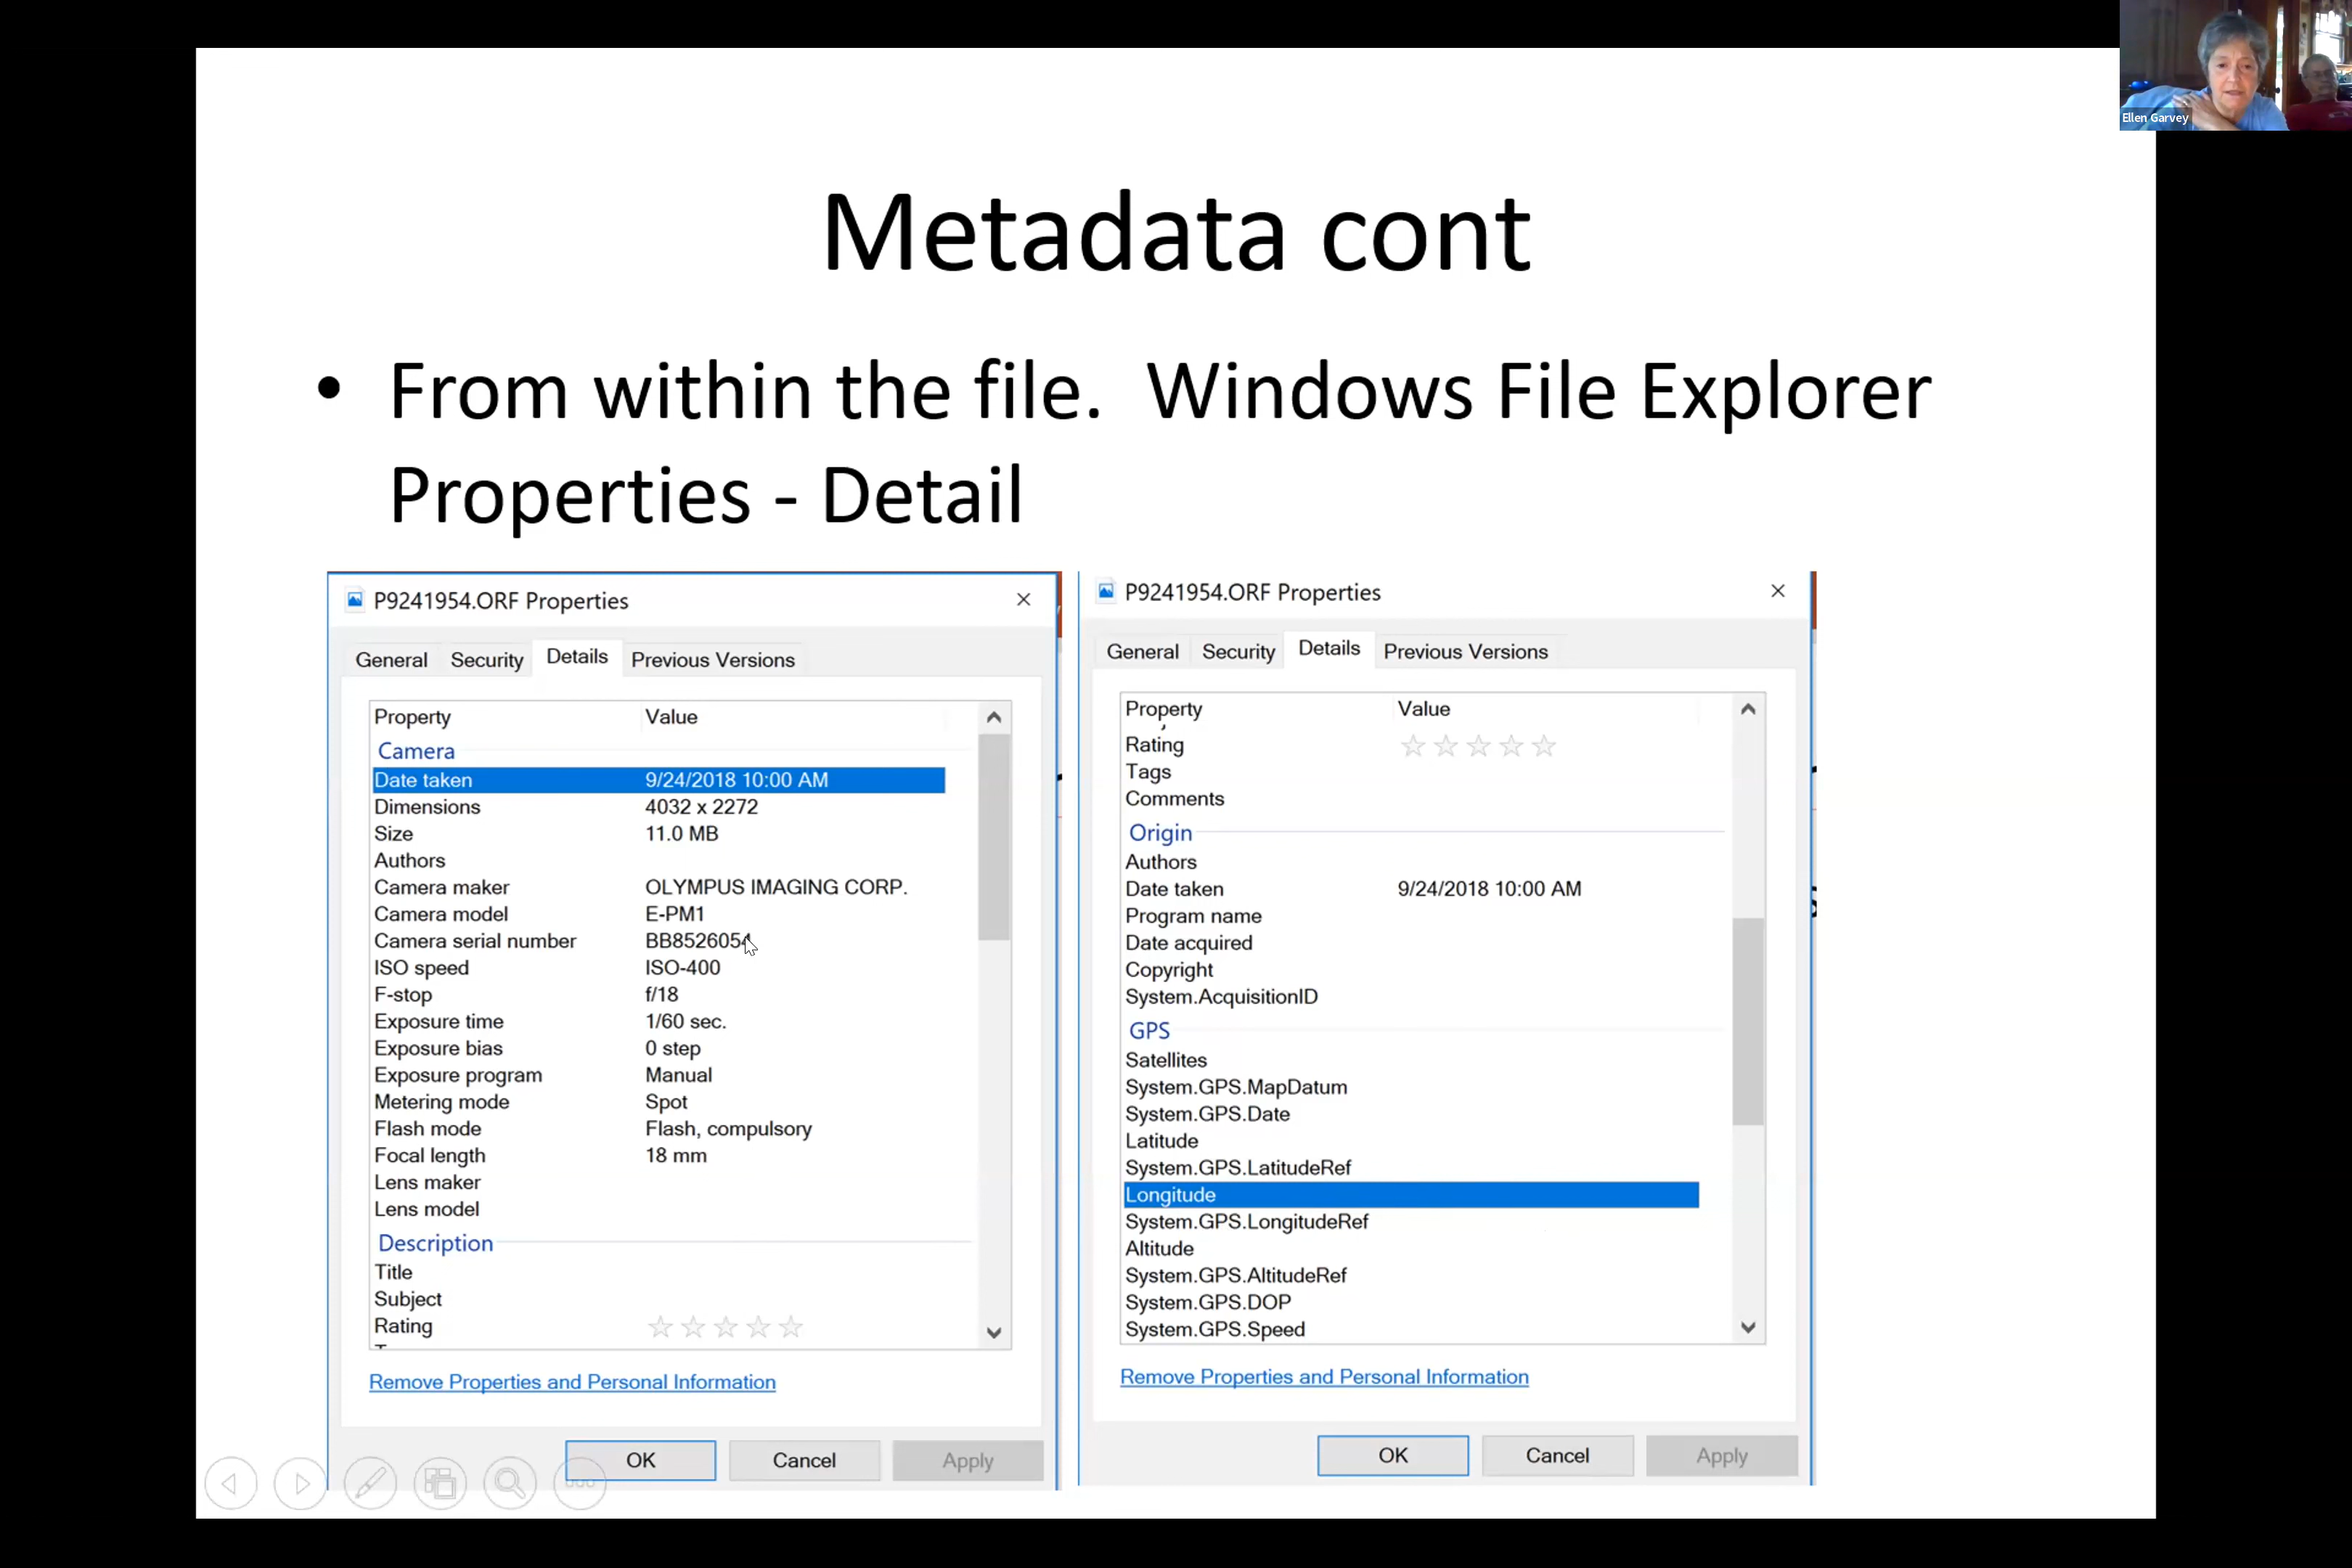 Ellen Garvey
Metadata cont
• From within the file.  Windows File Explorer
Properties - Detail
P9241954.ORF Properties
General Security Details Previous Versions
Property Value
Camera
Date taken 9/24/2018 10:00 AM
Dimensions 4032 x 2272
Size 11.0 MB
Authors
Camera maker OLYMPUS IMAGING CORP.
Camera model E-PM1
Camera serial number BB8526054
ISO speed ISO-400
F-stop f/18
Exposure time 1/60 sec.
Exposure bias 0 step
Exposure program Manual
Metering mode Spot
Flash mode Flash, compulsory
Focal length 18 mm
Lens maker
Lens model
Description
Title
Subject
Rating
Remove Properties and Personal Information
OK Cancel Apply
P9241954.ORF Properties
General Security Details Previous Versions
Property Value
Rating
Tags
Comments
Origin
Authors
Date taken 9/24/2018 10:00 AM
Program name
Date acquired
Copyright
System.AcquisitionID
GPS
Satellites
System.GPS.MapDatum
System.GPS.Date
Latitude
System.GPS.LatitudeRef
Longitude
System.GPS.LongitudeRef
Altitude
System.GPS.AltitudeRef
System.GPS.DOP
System.GPS.Speed
Remove Properties and Personal Information
OK Cancel Apply